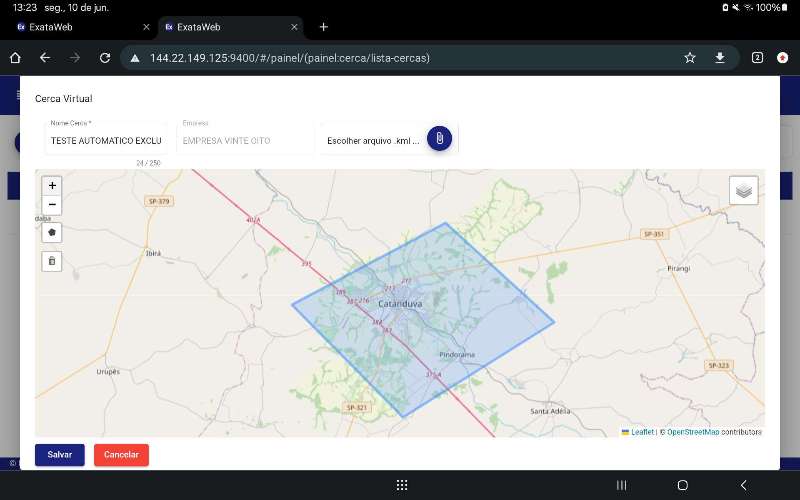 13:23 seg., 10 de jun. 100%
ExataWeb ExataWeb
144.22.149.125:9400/#/painel/(painel:cerca/lista-cercas) 2
Cerca Virtual
Nome Cerca * Empresa
TESTE AUTOMATICO EXCLU EMPRESA VINTE OITO Escolher arquivo .kml ...
24 / 250
SP-379
SP-351
Ibirá
Pirangi
Catanduva
Pindorama
Urupês
SP-323
SP-321
Santa Adélia
Leaflet | © OpenStreetMap contributors
Salvar Cancelar